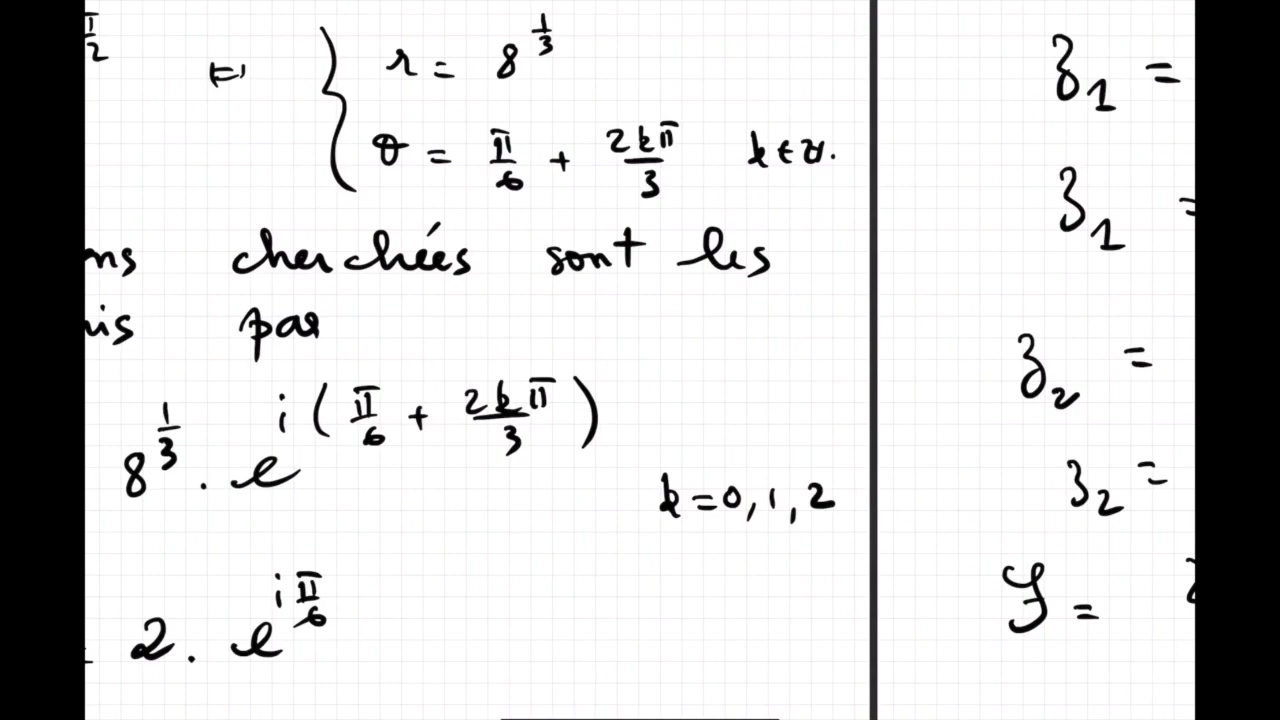 π/2 ⇔ { r = 8^(1/3)
θ = π/6 + 2kπ/3 k ∈ ℤ.
ns cherchées sont les
is par
8^(1/3) . e^(i(π/6 + 2kπ/3))
k = 0, 1, 2
2 . e^(iπ/6)
z₁ =
z₁ =
z₂ =
z₂ =
𝒮 =